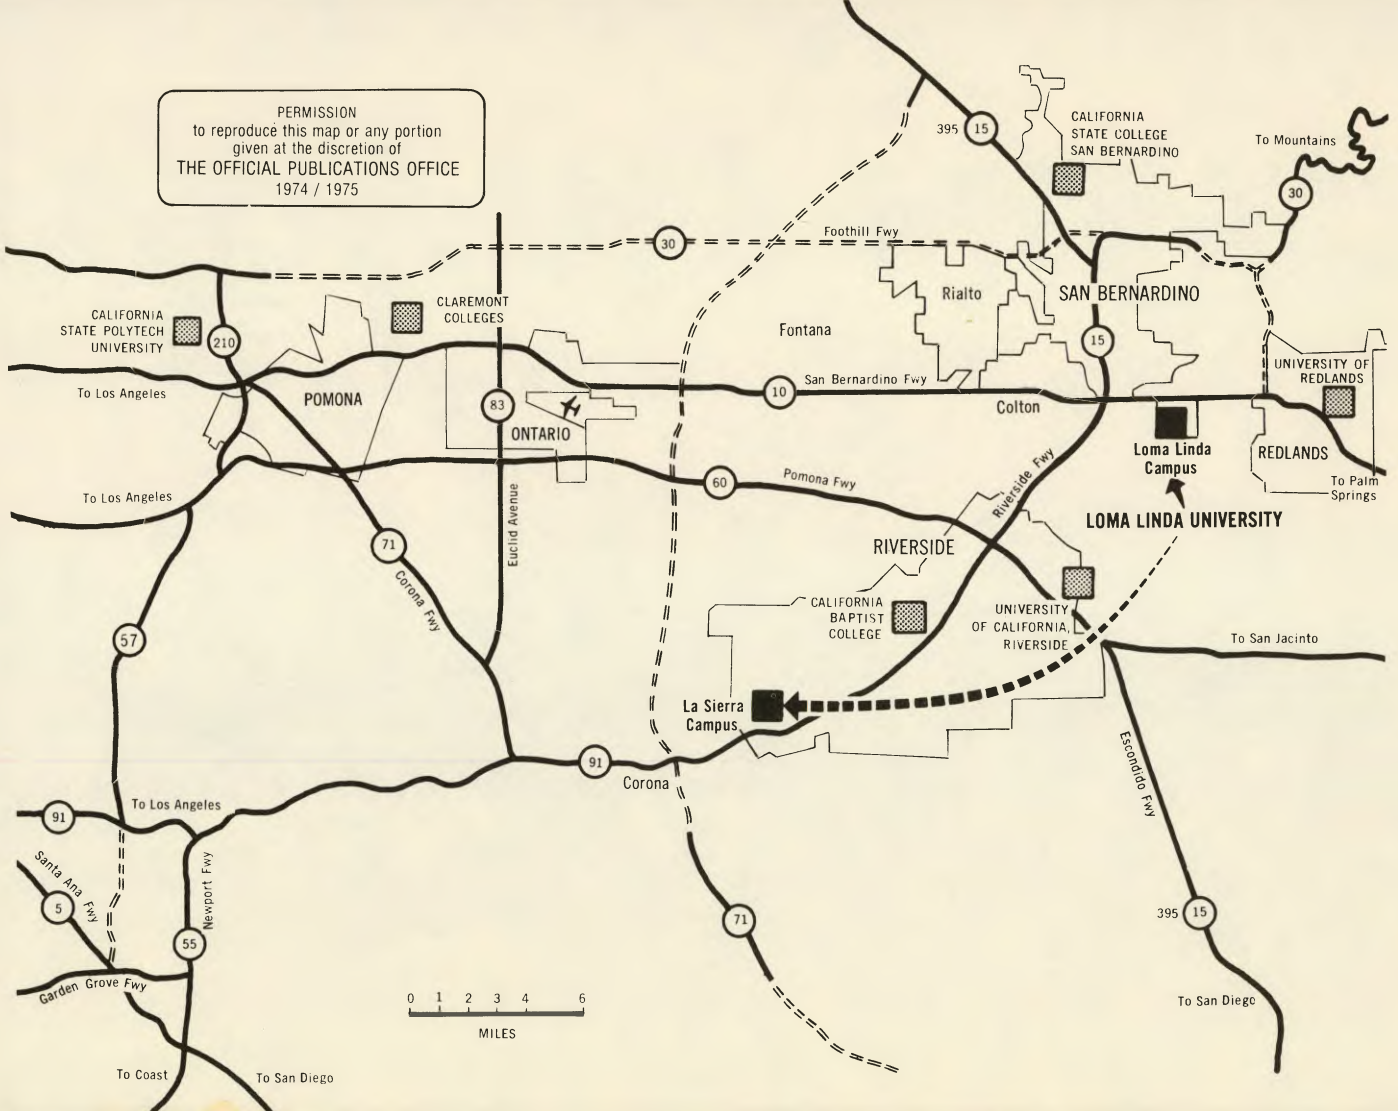 PERMISSION
to reproduce this map or any portion
given at the discretion of
THE OFFICIAL PUBLICATIONS OFFICE
1974 / 1975
395
15
CALIFORNIA
STATE COLLEGE
SAN BERNARDINO
To Mountains
30
30
Foothill Fwy
CALIFORNIA
STATE POLYTECH
UNIVERSITY
210
CLAREMONT
COLLEGES
Rialto
SAN BERNARDINO
Fontana
15
UNIVERSITY OF
REDLANDS
To Los Angeles
POMONA
83
ONTARIO
10
San Bernardino Fwy
Colton
Loma Linda
Campus
REDLANDS
To Palm
Springs
To Los Angeles
60
Pomona Fwy
Riverside Fwy
LOMA LINDA UNIVERSITY
Euclid Avenue
71
Corona Fwy
RIVERSIDE
CALIFORNIA
BAPTIST
COLLEGE
UNIVERSITY
OF CALIFORNIA,
RIVERSIDE
To San Jacinto
57
La Sierra
Campus
91
Corona
Escondido Fwy
91
To Los Angeles
Santa Ana Fwy
5
Newport Fwy
55
71
395
15
Garden Grove Fwy
0 1 2 3 4 6
MILES
To San Diego
To Coast
To San Diego